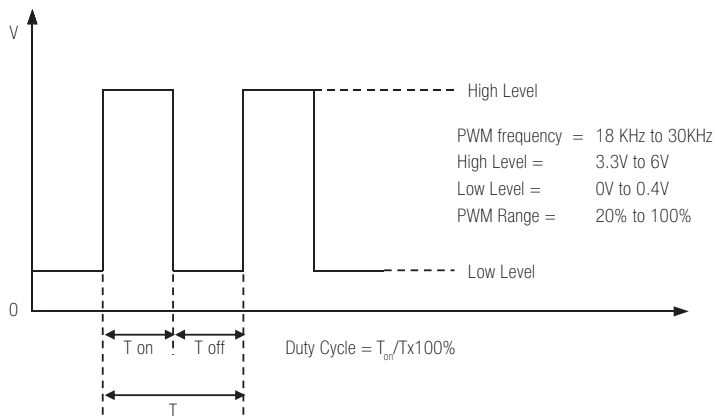 V
High Level
PWM frequency = 18 KHz to 30KHz
High Level = 3.3V to 6V
Low Level = 0V to 0.4V
PWM Range = 20% to 100%
Low Level
0
T on T off Duty Cycle = Ton/Tx100%
T